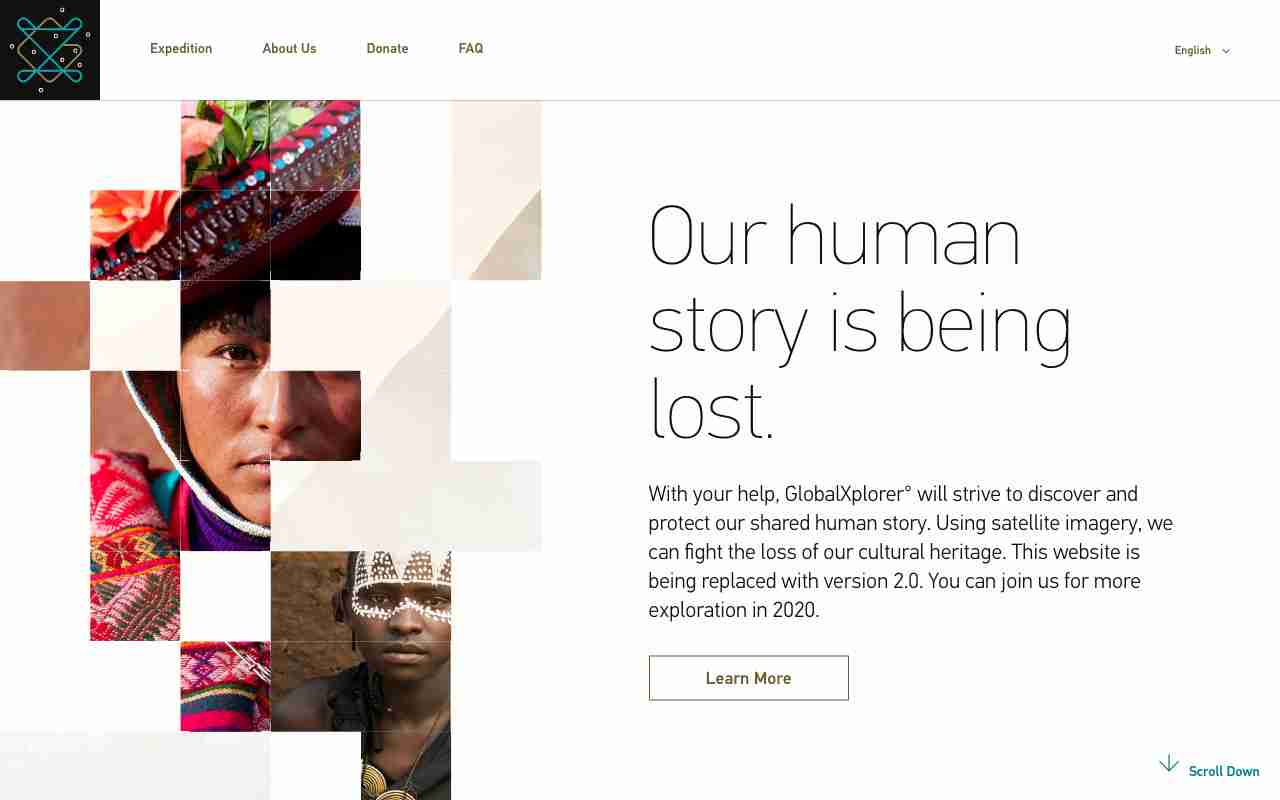 Expedition
About Us
Donate
FAQ
English
Our human
story is being
lost.
With your help, GlobalXplorer° will strive to discover and
protect our shared human story. Using satellite imagery, we
can fight the loss of our cultural heritage. This website is
being replaced with version 2.0. You can join us for more
exploration in 2020.
Learn More
Scroll Down